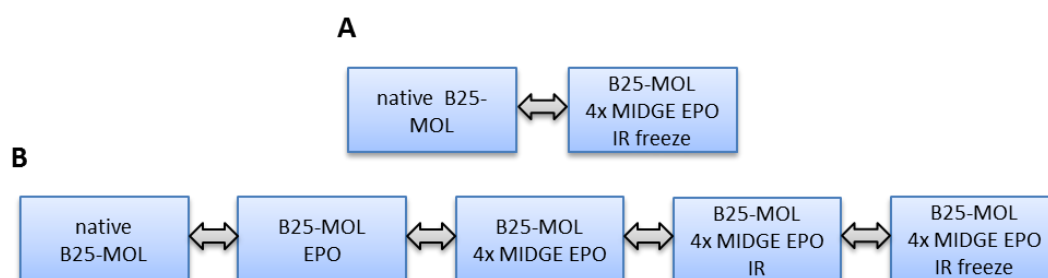 A
native B25-
MOL
B25-MOL
4x MIDGE EPO
IR freeze
B
native
B25-MOL
B25-MOL
EPO
B25-MOL
4x MIDGE EPO
B25-MOL
4x MIDGE EPO
IR
B25-MOL
4x MIDGE EPO
IR freeze